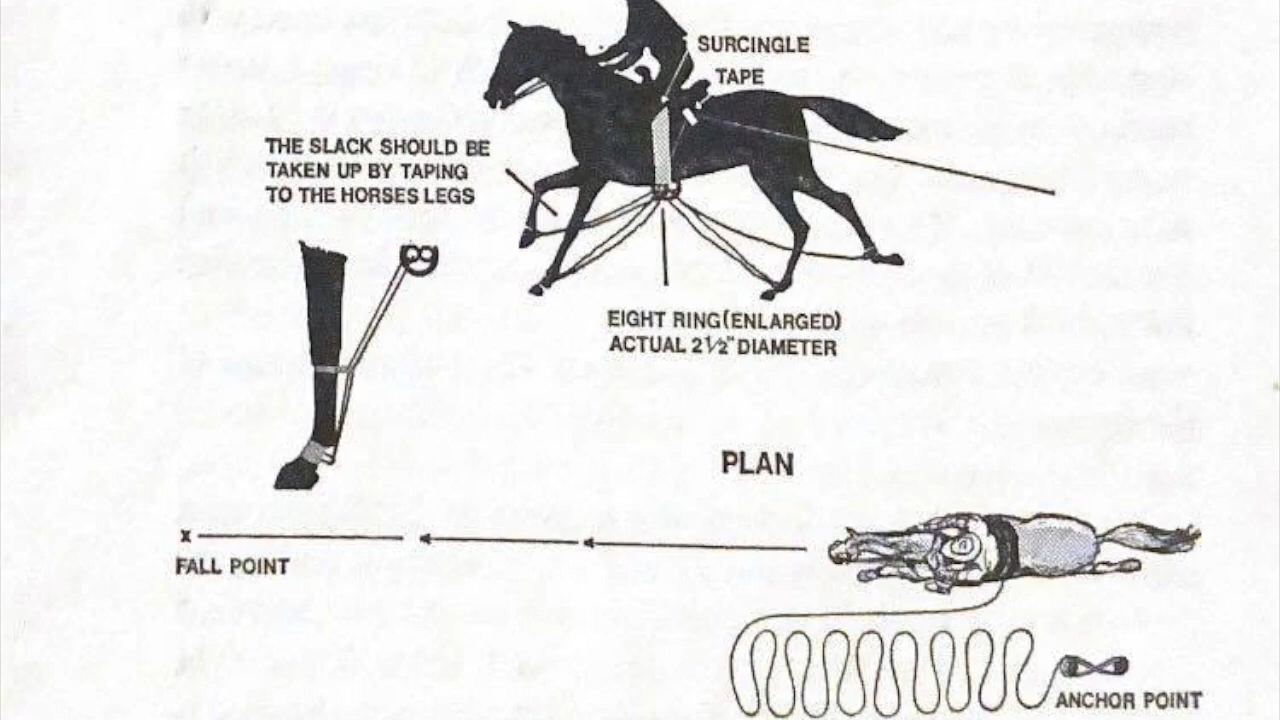 SURCINGLE
TAPE
THE SLACK SHOULD BE
TAKEN UP BY TAPING
TO THE HORSES LEGS
EIGHT RING (ENLARGED)
ACTUAL 2½" DIAMETER
PLAN
x
FALL POINT
ANCHOR POINT